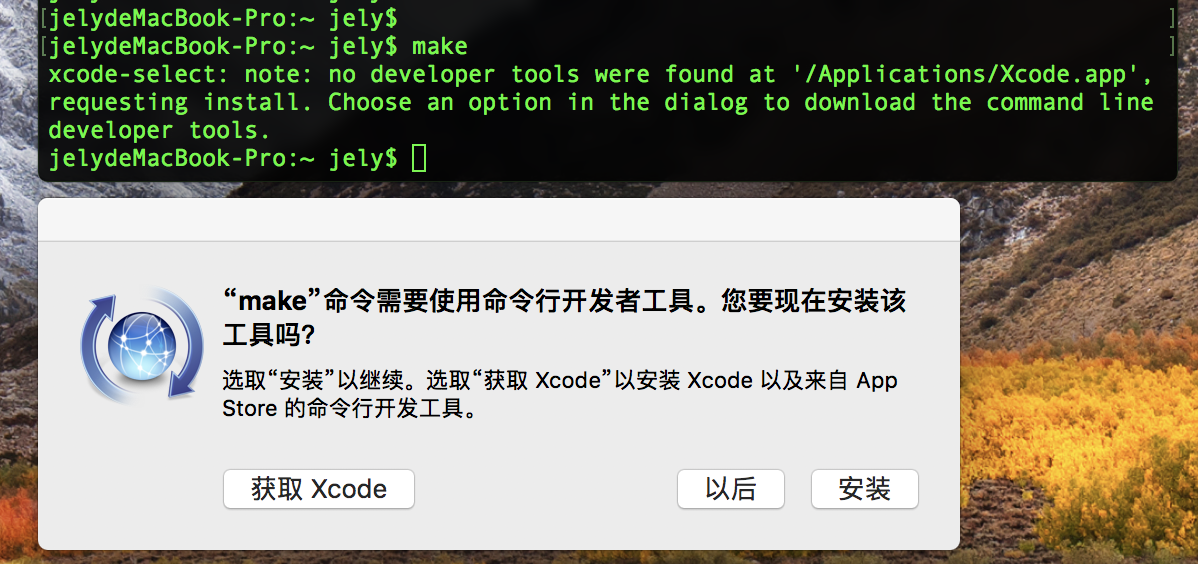 [jelydeMacBook-Pro:~ jely$ ]
[jelydeMacBook-Pro:~ jely$ make ]
xcode-select: note: no developer tools were found at '/Applications/Xcode.app',
requesting install. Choose an option in the dialog to download the command line
developer tools.
jelydeMacBook-Pro:~ jely$
“make”命令需要使用命令行开发者工具。您要现在安装该
工具吗？
选取“安装”以继续。选取“获取 Xcode”以安装 Xcode 以及来自 App
Store 的命令行开发工具。
获取 Xcode 以后 安装